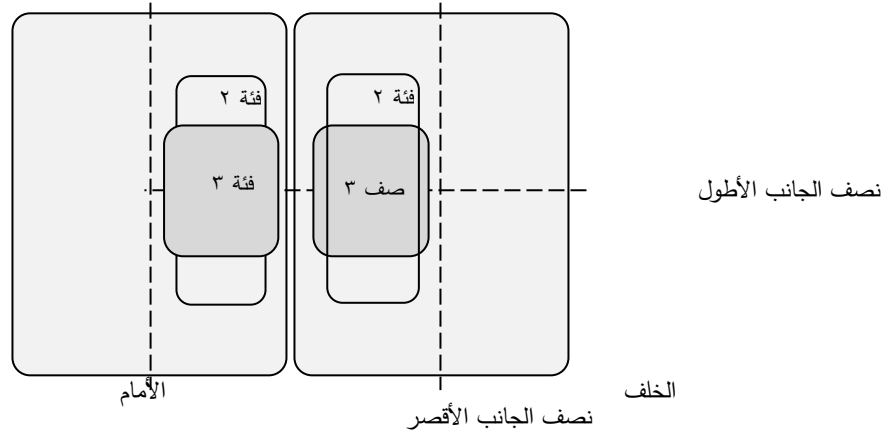 فئة ٢
فئة ٢
صف ٣
فئة ٣
نصف الجانب الأطول
الخلف
الأمام
نصف الجانب الأقصر